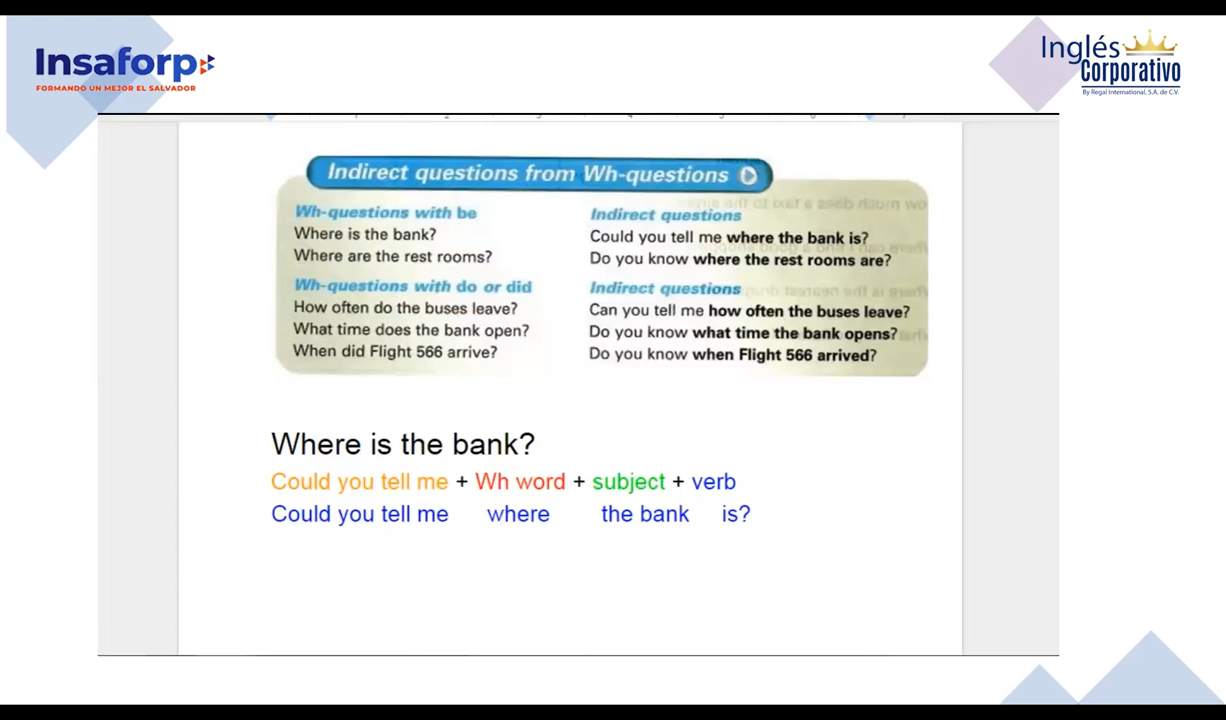 Insaforp
FORMANDO UN MEJOR EL SALVADOR
Inglés
Corporativo
By Regal International, S.A. de C.V.
Indirect questions from Wh-questions
Wh-questions with be
Where is the bank?
Where are the rest rooms?
Indirect questions
Could you tell me where the bank is?
Do you know where the rest rooms are?
Wh-questions with do or did
How often do the buses leave?
What time does the bank open?
When did Flight 566 arrive?
Indirect questions
Can you tell me how often the buses leave?
Do you know what time the bank opens?
Do you know when Flight 566 arrived?
Where is the bank?
Could you tell me + Wh word + subject + verb
Could you tell me where the bank is?